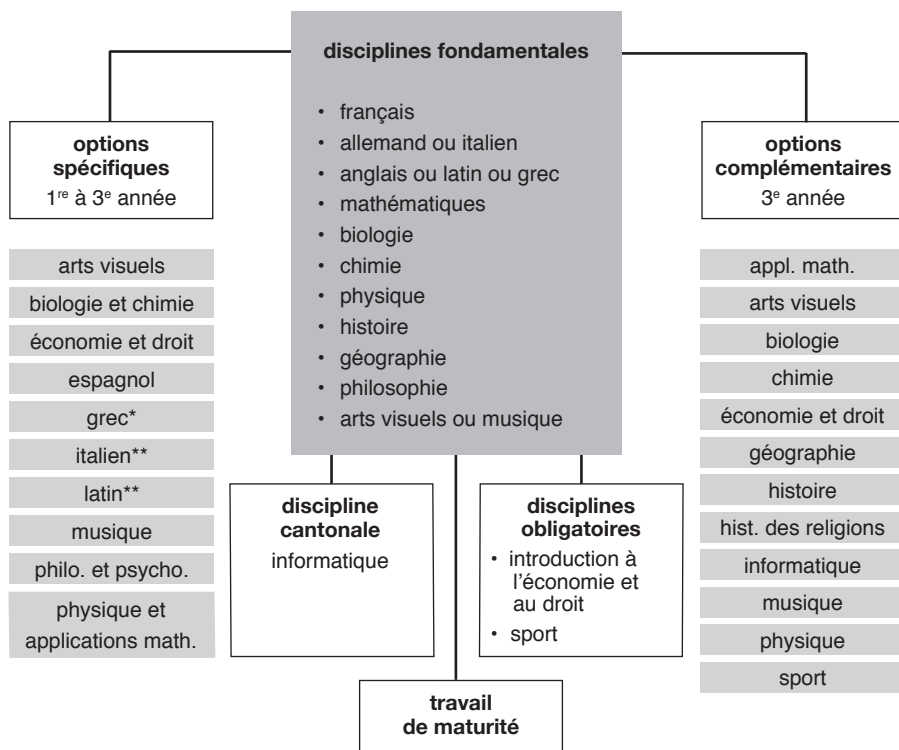 disciplines fondamentales
• français
• allemand ou italien
• anglais ou latin ou grec
• mathématiques
• biologie
• chimie
• physique
• histoire
• géographie
• philosophie
• arts visuels ou musique
options
spécifiques
1re à 3e année
arts visuels
biologie et chimie
économie et droit
espagnol
grec*
italien**
latin**
musique
philo. et psycho.
physique et
applications math.
discipline
cantonale
informatique
disciplines
obligatoires
• introduction à
l’économie et
au droit
• sport
travail
de maturité
options
complémentaires
3e année
appl. math.
arts visuels
biologie
chimie
économie et droit
géographie
histoire
hist. des religions
informatique
musique
physique
sport